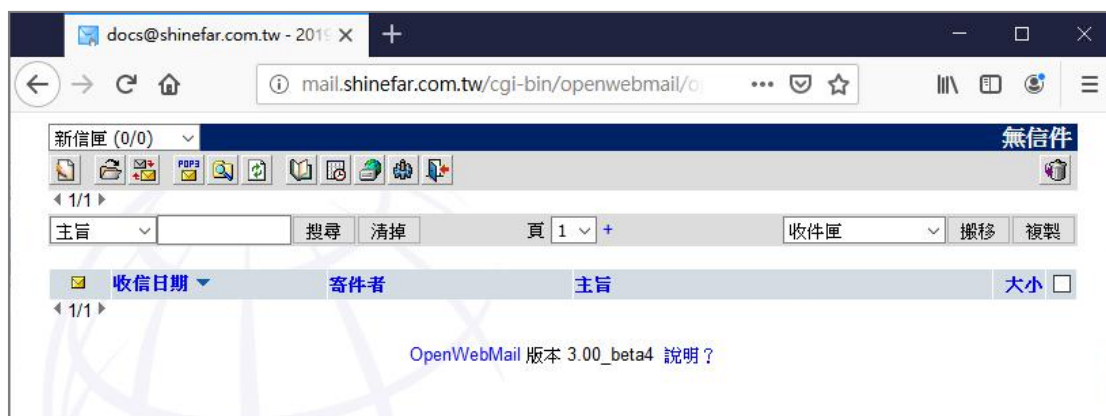 docs@shinefar.com.tw - 2019
mail.shinefar.com.tw/cgi-bin/openwebmail/o
新信匣 (0/0) 無信件
POP3
1/1
主旨 搜尋 清掉 頁 1 + 收件匣 搬移 複製
收信日期 寄件者 主旨 大小
1/1
OpenWebMail 版本 3.00_beta4 說明？